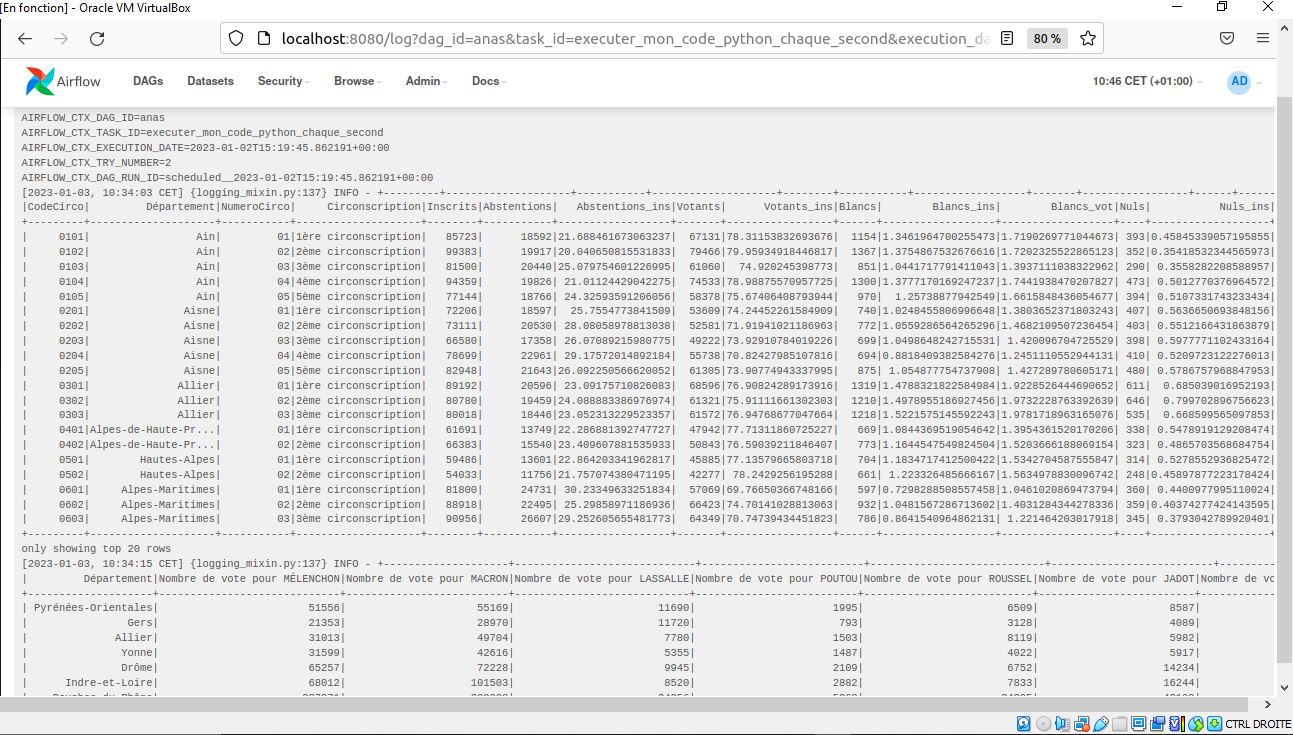 [En fonction] - Oracle VM VirtualBox
localhost:8080/log?dag_id=anas&task_id=executer_mon_code_python_chaque_second&execution_da
80 %
Airflow DAGs Datasets Security Browse Admin Docs 10:46 CET (+01:00) AD
AIRFLOW_CTX_DAG_ID=anas
AIRFLOW_CTX_TASK_ID=executer_mon_code_python_chaque_second
AIRFLOW_CTX_EXECUTION_DATE=2023-01-02T15:19:45.862191+00:00
AIRFLOW_CTX_TRY_NUMBER=2
AIRFLOW_CTX_DAG_RUN_ID=scheduled__2023-01-02T15:19:45.862191+00:00
[2023-01-03, 10:34:03 CET] {logging_mixin.py:137} INFO - +---------+--------------------+-----------+--------------------+--------+-----------+------------------+-------+-----------------+------+------
|CodeCirco| Département|NumeroCirco| Circonscription|Inscrits|Abstentions| Abstentions_ins|Votants| Votants_ins|Blancs| Blancs_ins| Blancs_vot|Nuls| Nuls_ins|
| 0101| Ain| 01|1ère circonscription| 85723| 18592|21.688461673063237| 67131|78.31153832693676| 1154|1.3461964700255473|1.7190269771044673| 393|0.45845339057195855|
| 0102| Ain| 02|2ème circonscription| 99383| 19917|20.040650815531833| 79466|79.95934918446817| 1367|1.3754867532676616|1.7202325522865123| 352|0.35418532344565973|
| 0103| Ain| 03|3ème circonscription| 81500| 20440|25.079754601226995| 61060| 74.920245398773| 851|1.0441717791411043|1.3937111038322962| 290| 0.3558282208588957|
| 0104| Ain| 04|4ème circonscription| 94359| 19826| 21.01124429042275| 74533|78.98875570957725| 1300|1.3777170169247237|1.7441938470207827| 473| 0.5012770376964572|
| 0105| Ain| 05|5ème circonscription| 77144| 18766| 24.32593591206056| 58378|75.67406408793944| 970| 1.25738877942549|1.6615848436054677| 394| 0.5107331743233434|
| 0201| Aisne| 01|1ère circonscription| 72206| 18597| 25.7554773841509| 53609|74.24452261584909| 740|1.0248455806996648|1.3803652371803243| 407| 0.5636650693848156|
| 0202| Aisne| 02|2ème circonscription| 73111| 20530| 28.08058978813038| 52581|71.91941021186963| 772|1.0559286564265296|1.4682109507236454| 403| 0.5512166431863879|
| 0203| Aisne| 03|3ème circonscription| 66580| 17358| 26.07089215980775| 49222|73.92910784019226| 699|1.0498648242715531| 1.420096704725529| 398| 0.5977771102433164|
| 0204| Aisne| 04|4ème circonscription| 78699| 22961| 29.17572014892184| 55738|70.82427985107816| 694|0.8818409382584276|1.2451110552944131| 410| 0.5209723122276013|
| 0205| Aisne| 05|5ème circonscription| 82948| 21643|26.092250566620052| 61305|73.90774943337995| 875| 1.054877754737908| 1.427289780605171| 480| 0.5786757968847953|
| 0301| Allier| 01|1ère circonscription| 89192| 20596| 23.09175710826083| 68596|76.90824289173916| 1319|1.4788321822584984|1.9228526444690652| 611| 0.685039016952193|
| 0302| Allier| 02|2ème circonscription| 80780| 19459|24.088883386976974| 61321|75.91111661302303| 1210|1.4978955186927456|1.9732228763392639| 646| 0.799702896756623|
| 0303| Allier| 03|3ème circonscription| 80018| 18446|23.052313229523357| 61572|76.94768677047664| 1218|1.5221575145592243|1.9781718963165076| 535| 0.668599565097853|
| 0401|Alpes-de-Haute-Pr...| 01|1ère circonscription| 61691| 13749|22.286881392747727| 47942|77.71311860725227| 669|1.0844369519054642|1.3954361520170206| 338| 0.5478919129208474|
| 0402|Alpes-de-Haute-Pr...| 02|2ème circonscription| 66383| 15540|23.409607881535933| 50843|76.59039211846407| 773|1.1644547549824504|1.5203666188069154| 323| 0.4865703568684754|
| 0501| Hautes-Alpes| 01|1ère circonscription| 59486| 13601|22.864203341962817| 45885|77.13579665803718| 704|1.1834717412500422|1.5342704587555847| 314| 0.5278552936825472|
| 0502| Hautes-Alpes| 02|2ème circonscription| 54033| 11756|21.757074380471195| 42277| 78.2429256195288| 661| 1.223326485666167|1.5634978830096742| 248|0.45897877223178424|
| 0601| Alpes-Maritimes| 01|1ère circonscription| 81800| 24731| 30.23349633251834| 57069|69.76650366748166| 597|0.7298288508557458|1.0461020869473794| 360| 0.4400977995110024|
| 0602| Alpes-Maritimes| 02|2ème circonscription| 88918| 22495| 25.29858971186936| 66423|74.70141028813063| 932|1.0481567286713602|1.4031284344278336| 359|0.40374277424143595|
| 0603| Alpes-Maritimes| 03|3ème circonscription| 90956| 26607|29.252605655481773| 64349|70.74739434451823| 786|0.8641540964862131| 1.221464203017918| 345| 0.3793042789920401|
only showing top 20 rows
[2023-01-03, 10:34:15 CET] {logging_mixin.py:137} INFO - +--------------------+
| Département|Nombre de vote pour MÉLENCHON|Nombre de vote pour MACRON|Nombre de vote pour LASSALLE|Nombre de vote pour POUTOU|Nombre de vote pour ROUSSEL|Nombre de vote pour JADOT|Nombre de vo
| Pyrénées-Orientales| 51556| 55169| 11690| 1995| 6509| 8587|
| Gers| 21353| 28970| 11720| 793| 3128| 4089|
| Allier| 31013| 49704| 7780| 1503| 8119| 5982|
| Yonne| 31599| 42616| 5355| 1487| 4022| 5917|
| Drôme| 65257| 72228| 9945| 2109| 6752| 14234|
| Indre-et-Loire| 68012| 101503| 8520| 2882| 7833| 16244|
CTRL DROITE